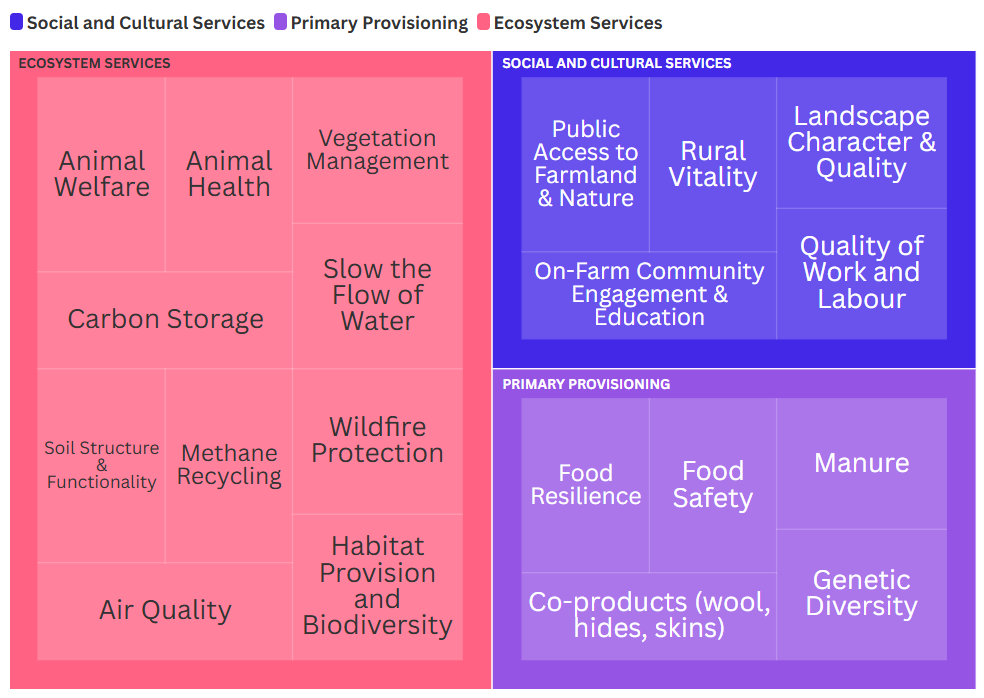 Social and Cultural Services Primary Provisioning Ecosystem Services
ECOSYSTEM SERVICES
Animal
Welfare
Animal
Health
Vegetation
Management
Carbon Storage
Slow the
Flow of
Water
Soil Structure
&
Functionality
Methane
Recycling
Wildfire
Protection
Air Quality
Habitat
Provision
and
Biodiversity
SOCIAL AND CULTURAL SERVICES
Public
Access to
Farmland
& Nature
Rural
Vitality
Landscape
Character &
Quality
On-Farm Community
Engagement &
Education
Quality of
Work and
Labour
PRIMARY PROVISIONING
Food
Resilience
Food
Safety
Manure
Co-products (wool,
hides, skins)
Genetic
Diversity